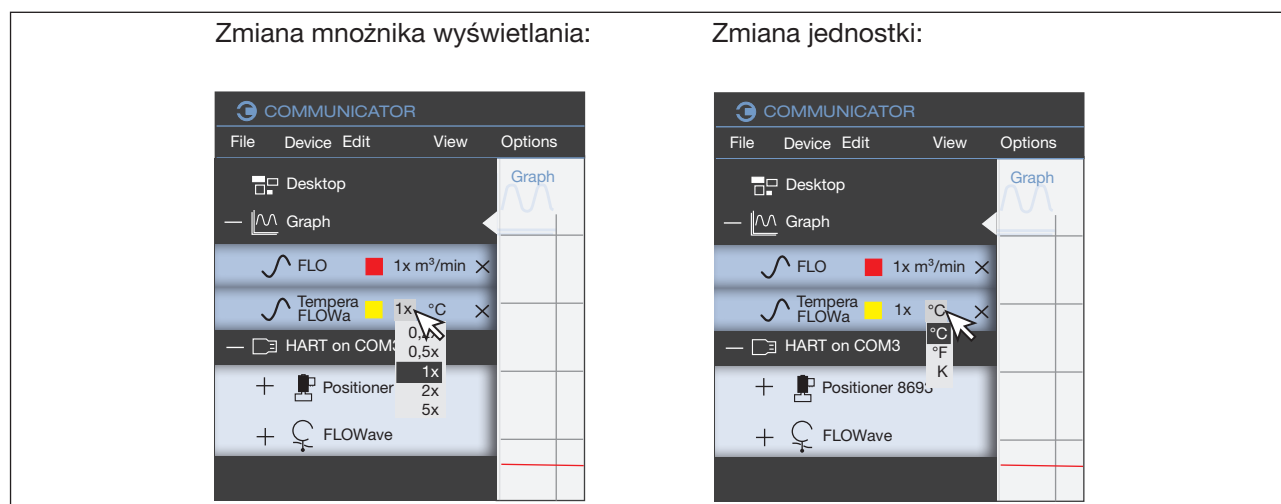 Zmiana mnożnika wyświetlania:
COMMUNICATOR
File Device Edit View Options
Desktop
Graph
Graph
FLO 1x m³/min
Tempera
FLOWa 1x °C
0,5x
1x
2x
5x
HART on COM3
Positioner
FLOWave
Zmiana jednostki:
COMMUNICATOR
File Device Edit View Options
Desktop
Graph
Graph
FLO 1x m³/min
Tempera
FLOWa 1x °C
°C
°F
K
HART on COM3
Positioner
FLOWave